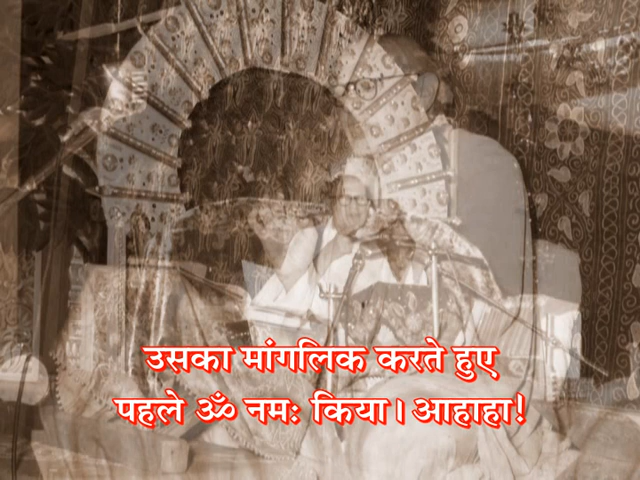 उसका मांगलिक करते हुए
पहले ॐ नमः किया। आहाहा!